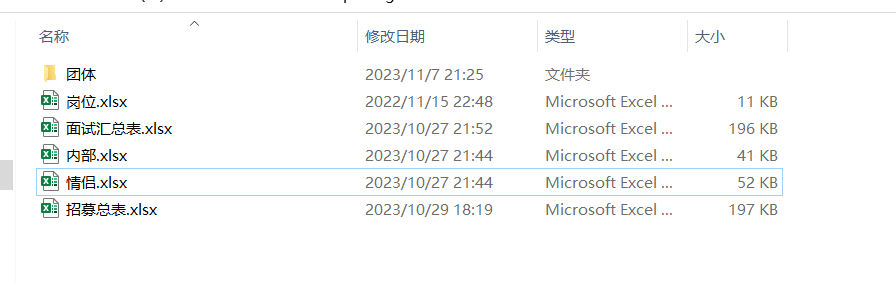 名称 修改日期 类型 大小
团体 2023/11/7 21:25 文件夹
岗位.xlsx 2022/11/15 22:48 Microsoft Excel ... 11 KB
面试汇总表.xlsx 2023/10/27 21:52 Microsoft Excel ... 196 KB
内部.xlsx 2023/10/27 21:44 Microsoft Excel ... 41 KB
情侣.xlsx 2023/10/27 21:44 Microsoft Excel ... 52 KB
招募总表.xlsx 2023/10/29 18:19 Microsoft Excel ... 197 KB